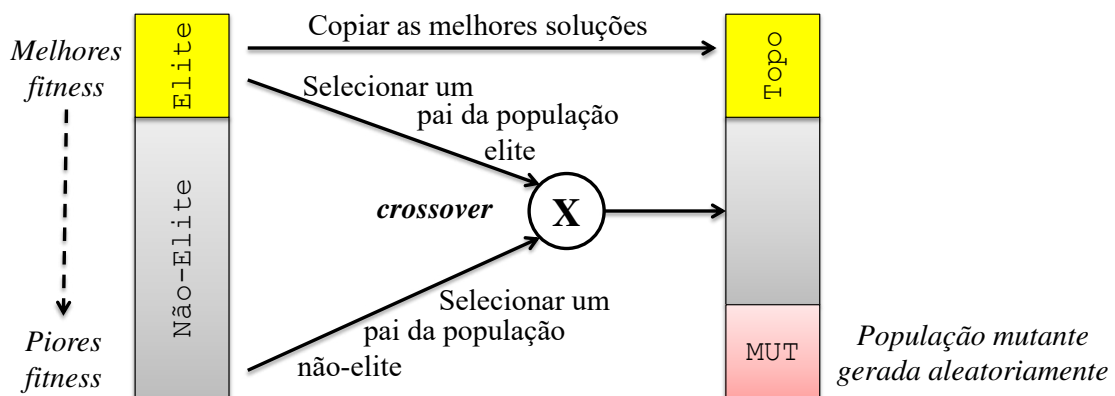 Melhores
fitness
Piores
fitness
Elite
Não-Elite
Copiar as melhores soluções
Selecionar um
pai da população
elite
crossover
X
Selecionar um
pai da população
não-elite
Topo
MUT
População mutante
gerada aleatoriamente